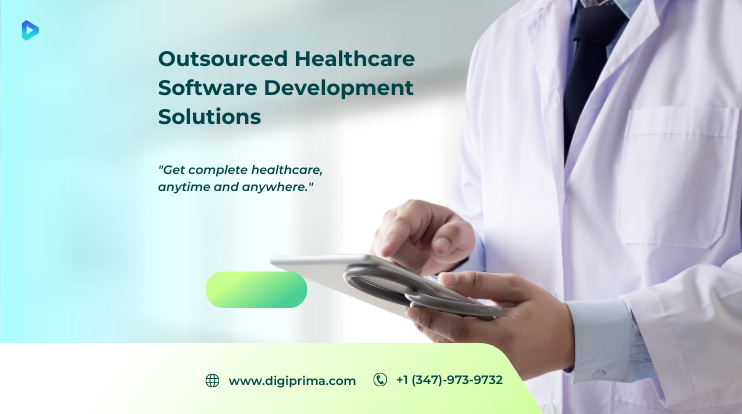 Outsourced Healthcare
Software Development
Solutions
"Get complete healthcare,
anytime and anywhere."
www.digiprima.com
+1 (347)-973-9732